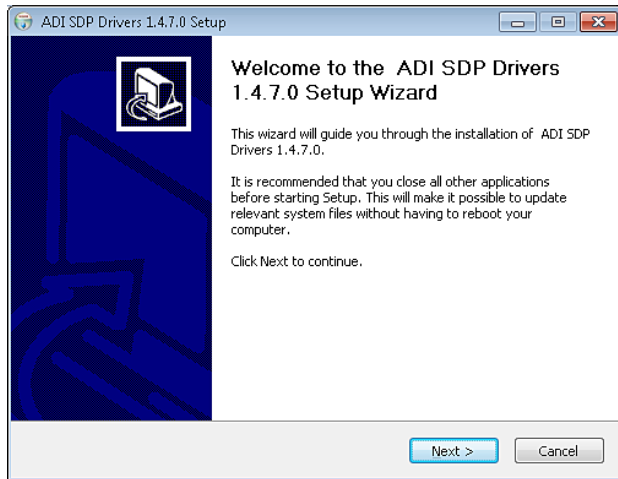 ADI SDP Drivers 1.4.7.0 Setup
Welcome to the ADI SDP Drivers
1.4.7.0 Setup Wizard
This wizard will guide you through the installation of ADI SDP
Drivers 1.4.7.0.
It is recommended that you close all other applications
before starting Setup. This will make it possible to update
relevant system files without having to reboot your
computer.
Click Next to continue.
Next >
Cancel